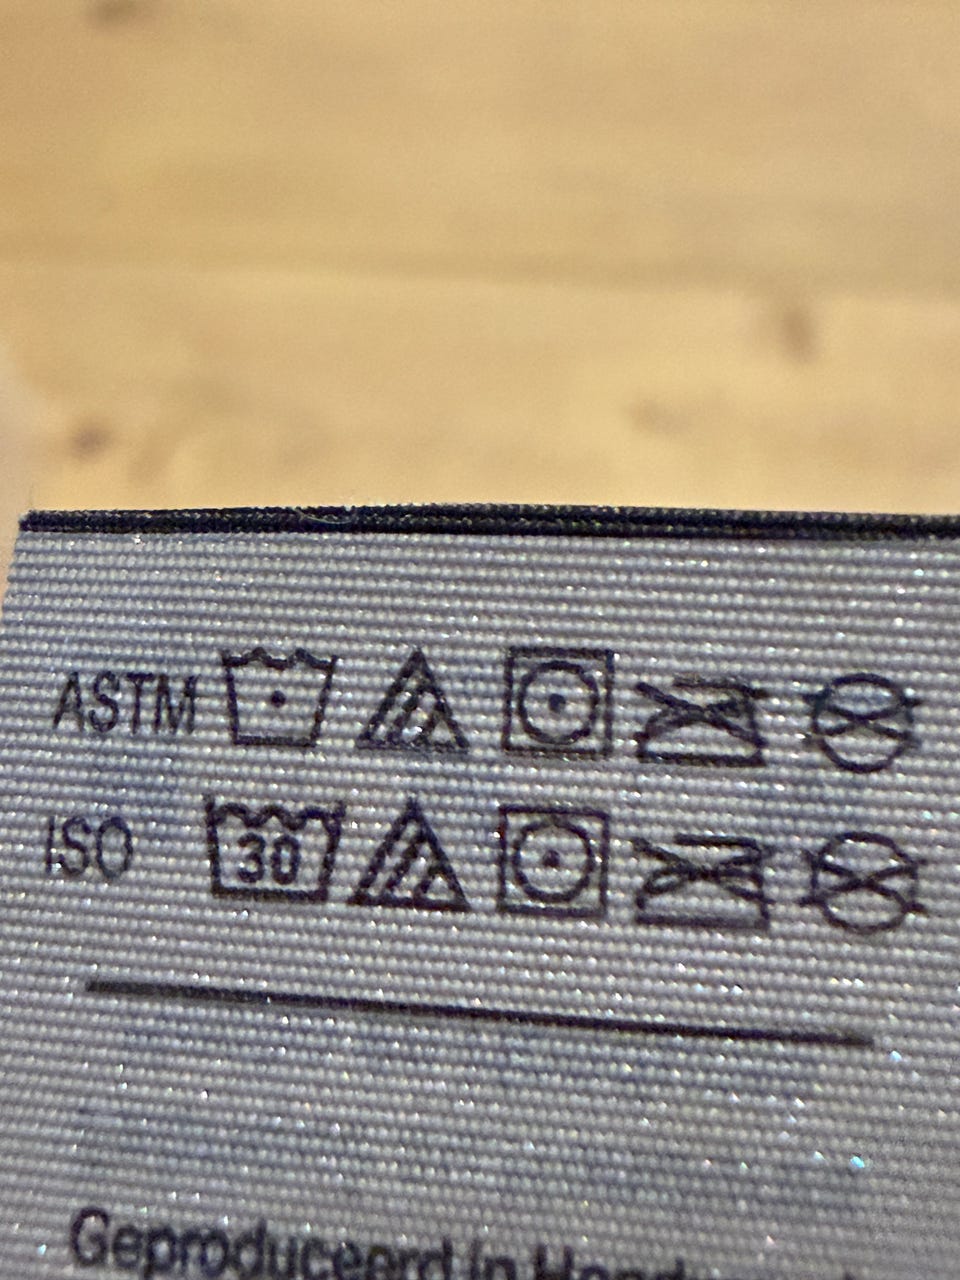 ASTM
ISO 30
Geproduceerd in